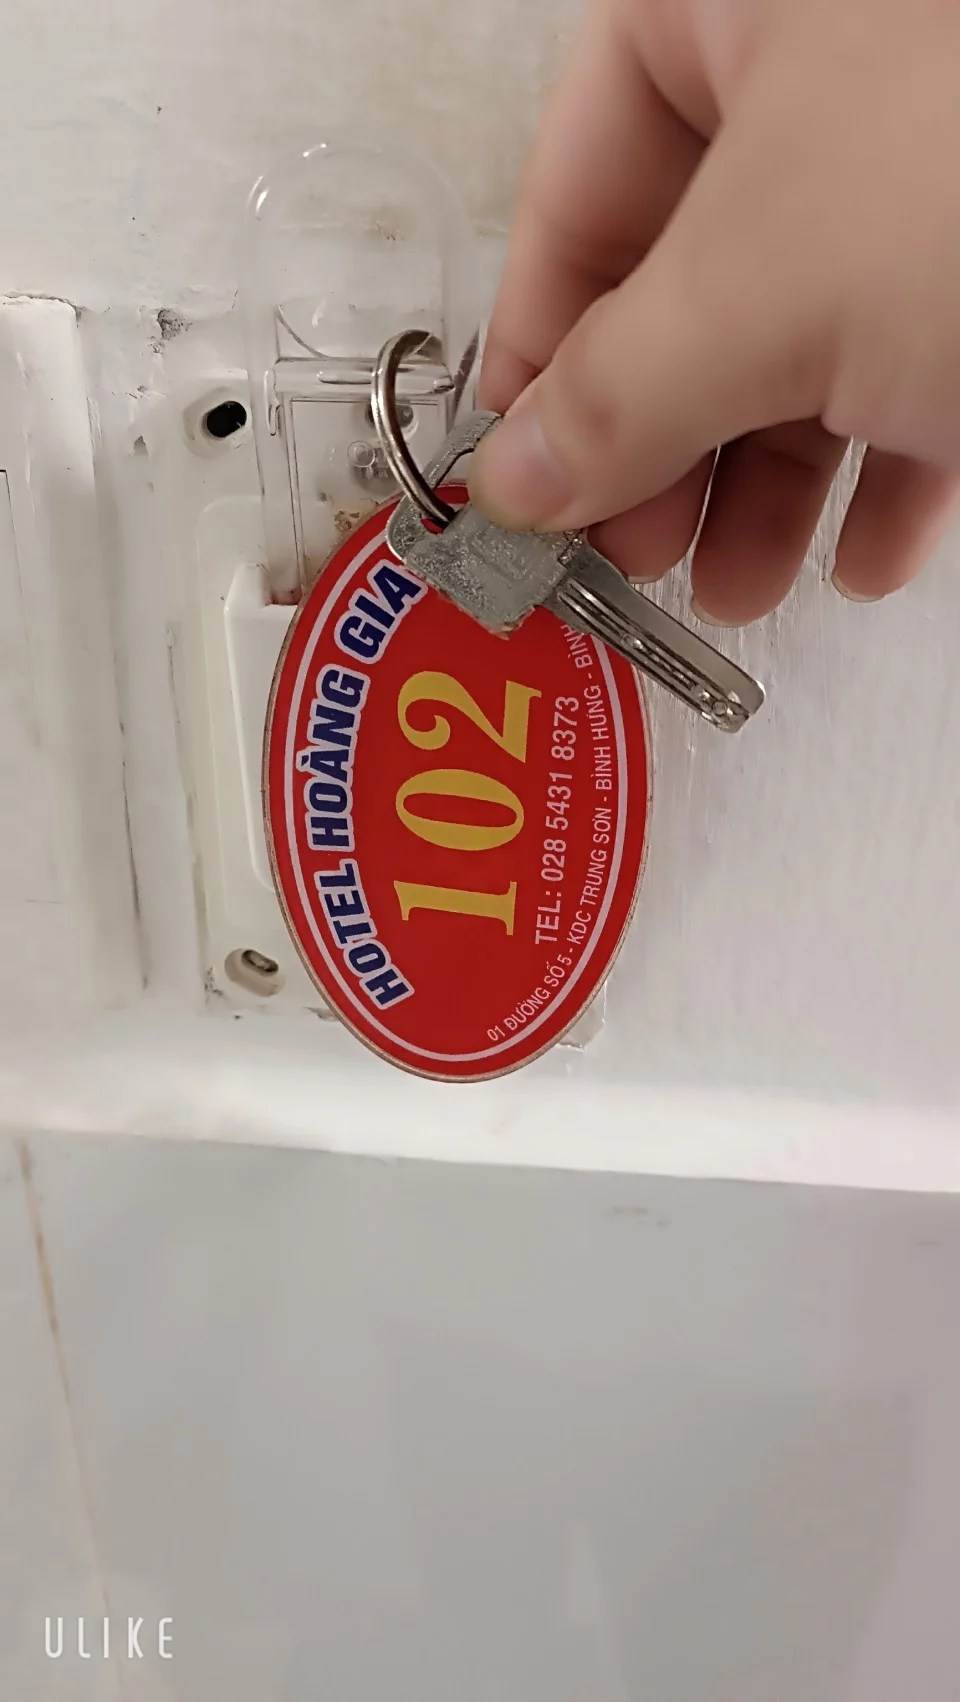 HOTEL HOÀNG GIA
102
TEL: 028 5431 8373
01 ĐƯỜNG SỐ 5 - KDC TRUNG SƠN - BÌNH HƯNG - BÌNH
ULIKE